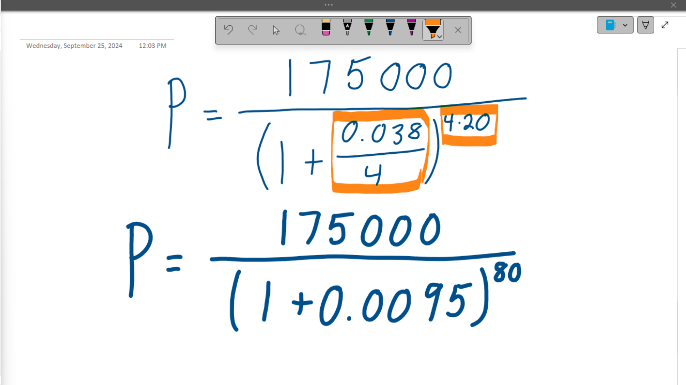 Wednesday, September 25, 2024 12:03 PM
P = 175000
(1 + 0.038
4)4·20
P = 175000
(1+0.0095)80